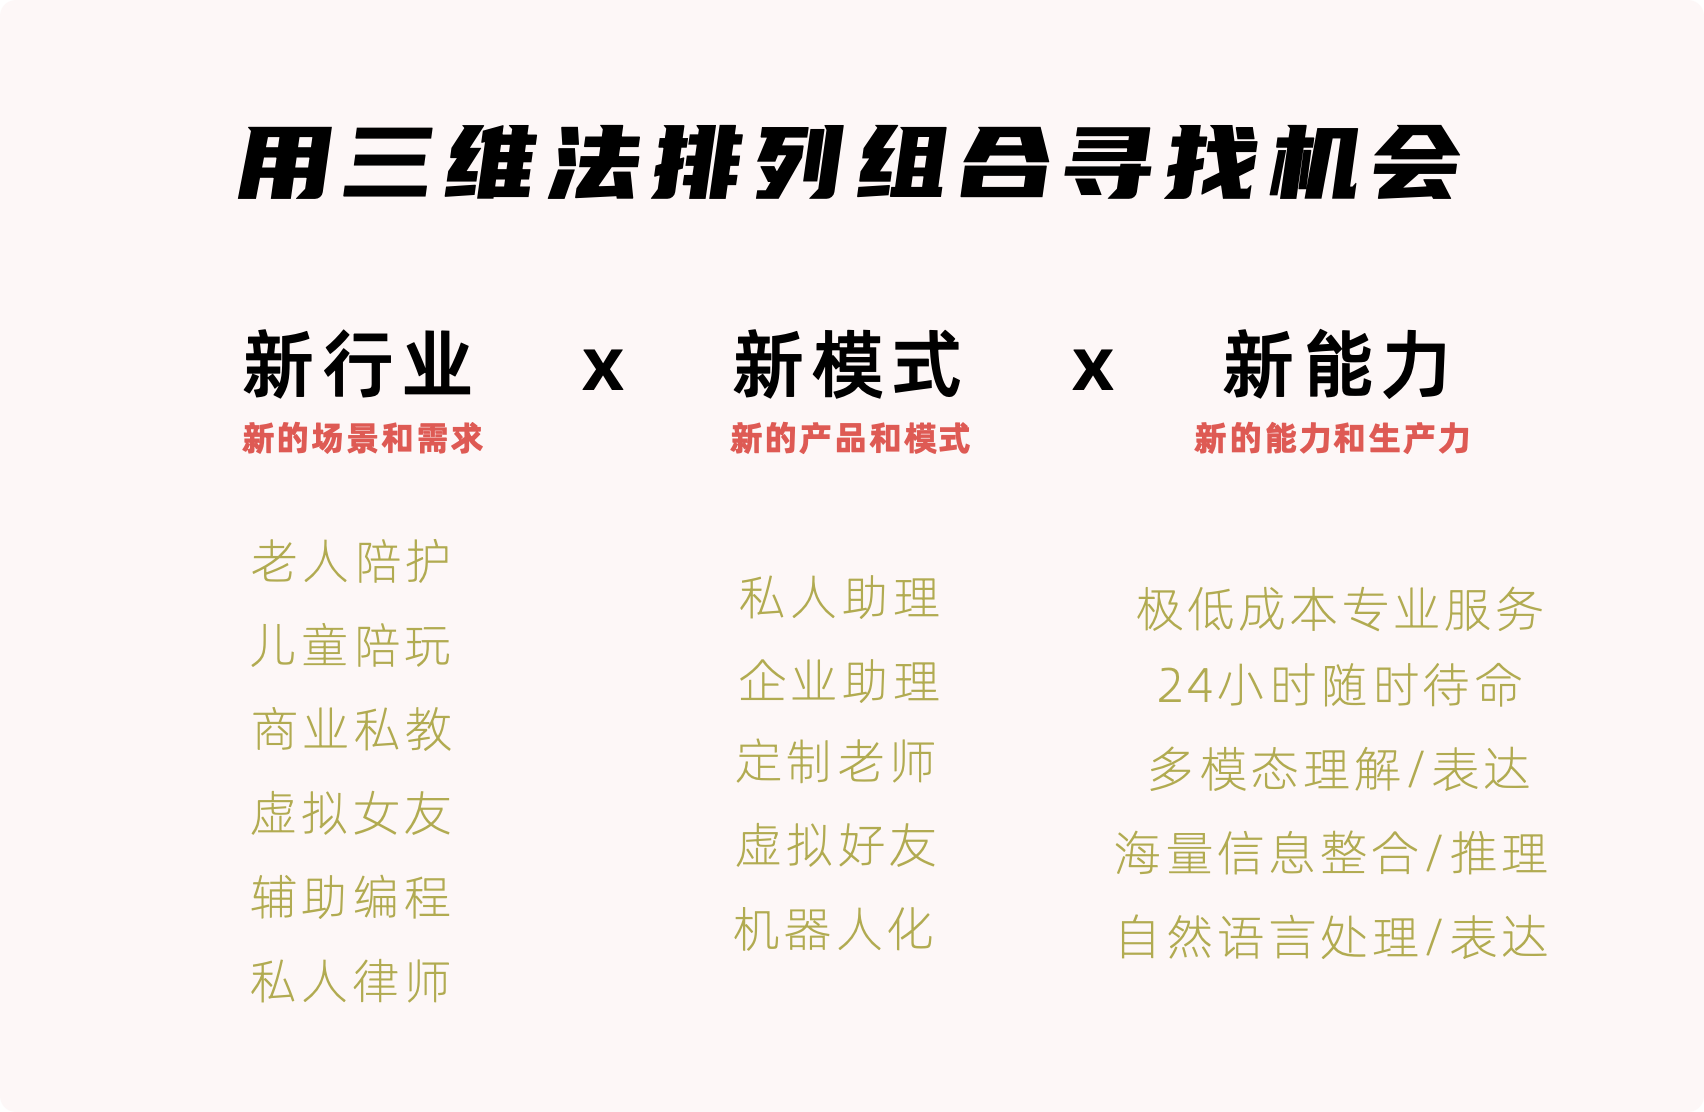 用三维法排列组合寻找机会
新行业 x 新模式 x 新能力
新的场景和需求 新的产品和模式 新的能力和生产力
老人陪护
儿童陪玩
商业私教
虚拟女友
辅助编程
私人律师
私人助理
企业助理
定制老师
虚拟好友
机器人化
极低成本专业服务
24小时随时待命
多模态理解/表达
海量信息整合/推理
自然语言处理/表达